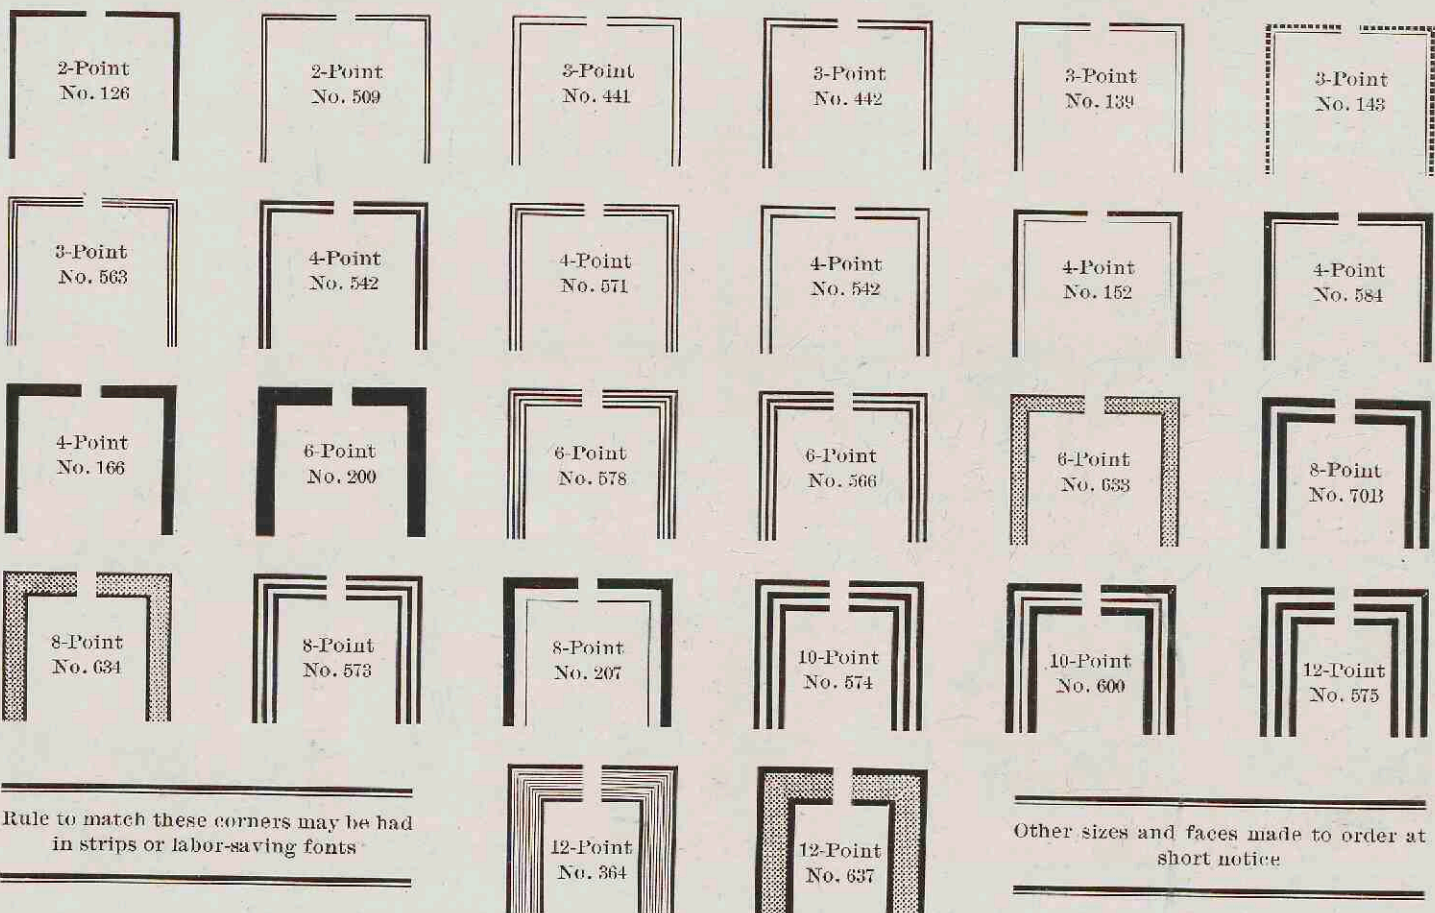 2-Point
No. 126
2-Point
No. 509
3-Point
No. 441
3-Point
No. 442
3-Point
No. 139
3-Point
No. 143
3-Point
No. 563
4-Point
No. 542
4-Point
No. 571
4-Point
No. 542
4-Point
No. 152
4-Point
No. 584
4-Point
No. 166
6-Point
No. 200
6-Point
No. 578
6-Point
No. 566
6-Point
No. 633
8-Point
No. 70B
8-Point
No. 634
8-Point
No. 573
8-Point
No. 207
10-Point
No. 574
10-Point
No. 600
12-Point
No. 575
Rule to match these corners may be had
in strips or labor-saving fonts
12-Point
No. 364
12-Point
No. 637
Other sizes and faces made to order at
short notice